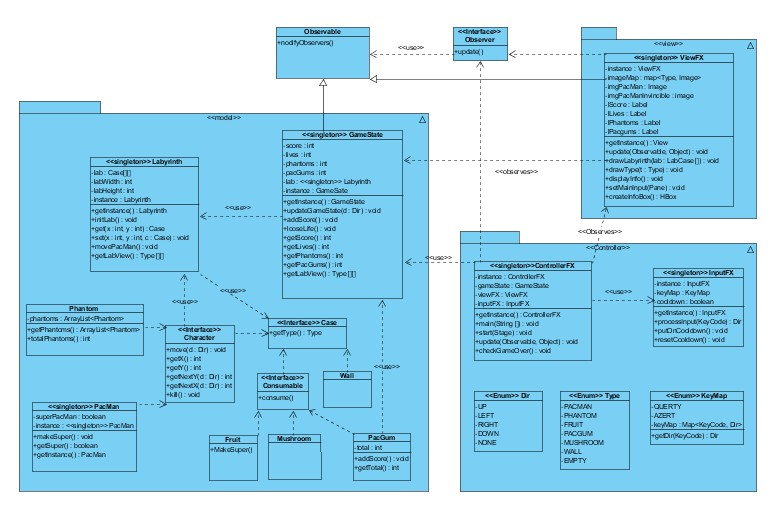 Observable
+notifyObservers()
<<Interface>>
Observer
+update()
<<use>>
<<view>>
<<singleton>> ViewFX
-instance : ViewFX
-imageMap : map<Type, Image>
-imgPacMan : Image
-imgPacManInvincible : image
-lScore : Label
-lLives : Label
-lPhantoms : Label
-lPacgums : Label
+getInstance() : View
+update(Observable, Object) : void
+drawLabyrinth(lab : LabCase[]) : void
+drawType(t : Type) : void
+displayInfo() : void
+setMainInput(Pane) : void
+createInfoBox() : HBox
<<model>>
<<singleton>> Labyrinth
-lab : Case[][]
-labWidth : int
-labHeight : int
-instance : Labyrinth
+getInstance() : Labyrinth
+initLab() : void
+get(x : int, y : int) : Case
+set(x : int, y : int, c : Case) : void
+movePacMan() : void
+getLabView() : Type[][]
<<use>>
<<singleton>> GameState
-score : int
-lives : int
-phantoms : int
-pacGums : int
-lab : <<singleton>> Labyrinth
-instance : GameSate
+getInstance() : GameState
+updateGameState(d : Dir) : void
+addScore() : void
+looseLife() : void
+getScore() : int
+getLives() : int
+getPhantoms() : int
+getPacGums() : int
+getLabView() : Type[][]
<<observes>>
<<Observes>>
<<use>>
<<Controller>>
<<singleton>>ControllerFX
-instance : ControllerFX
-gameState : GameState
-viewFX : ViewFX
-inputFX : InputFX
+getInstance() : ControllerFX
+main(String []) : void
+start(Stage) : void
+update(Observable, Object) : void
+checkGameOver() : void
<<use>>
<<singleton>> InputFX
-instance : InputFX
-keyMap : KeyMap
-cooldown : boolean
+getInstance() : InputFX
+processInput(KeyCode) : Dir
+putOnCooldown() : void
+resetCooldown() : void
<<use>>
<<use>>
Phantom
-phantoms : ArrayList<Phantom>
+getPhantoms() : ArrayList<Phantom>
+totalPhantoms() : int
<<Interface>>
Character
+move(d : Dir) : void
+getX() : int
+getY() : int
+getNextY(d : Dir) : int
+getNextX(d : Dir) : int
+kill() : void
<<Interface>> Case
+getType() : Type
<<use>>
<<Interface>>
Consumable
+consume()
Wall
<<singleton>> PacMan
-superPacMan : boolean
-instance : <<singleton>> PacMan
+makeSuper() : void
+getSuper() : boolean
+getInstance() : PacMan
Fruit
+MakeSuper()
Mushroom
PacGum
-total : int
+addScore() : void
+getTotal() : int
<<Enum>> Dir
-UP
-LEFT
-RIGHT
-DOWN
-NONE
<<Enum>> Type
-PACMAN
-PHANTOM
-FRUIT
-PACGUM
-MUSHROOM
-WALL
-EMPTY
<<Enum>> KeyMap
-QUERTY
-AZERT
-keyMap : Map<KeyCode, Dir>
+getDir(KeyCode) : Dir